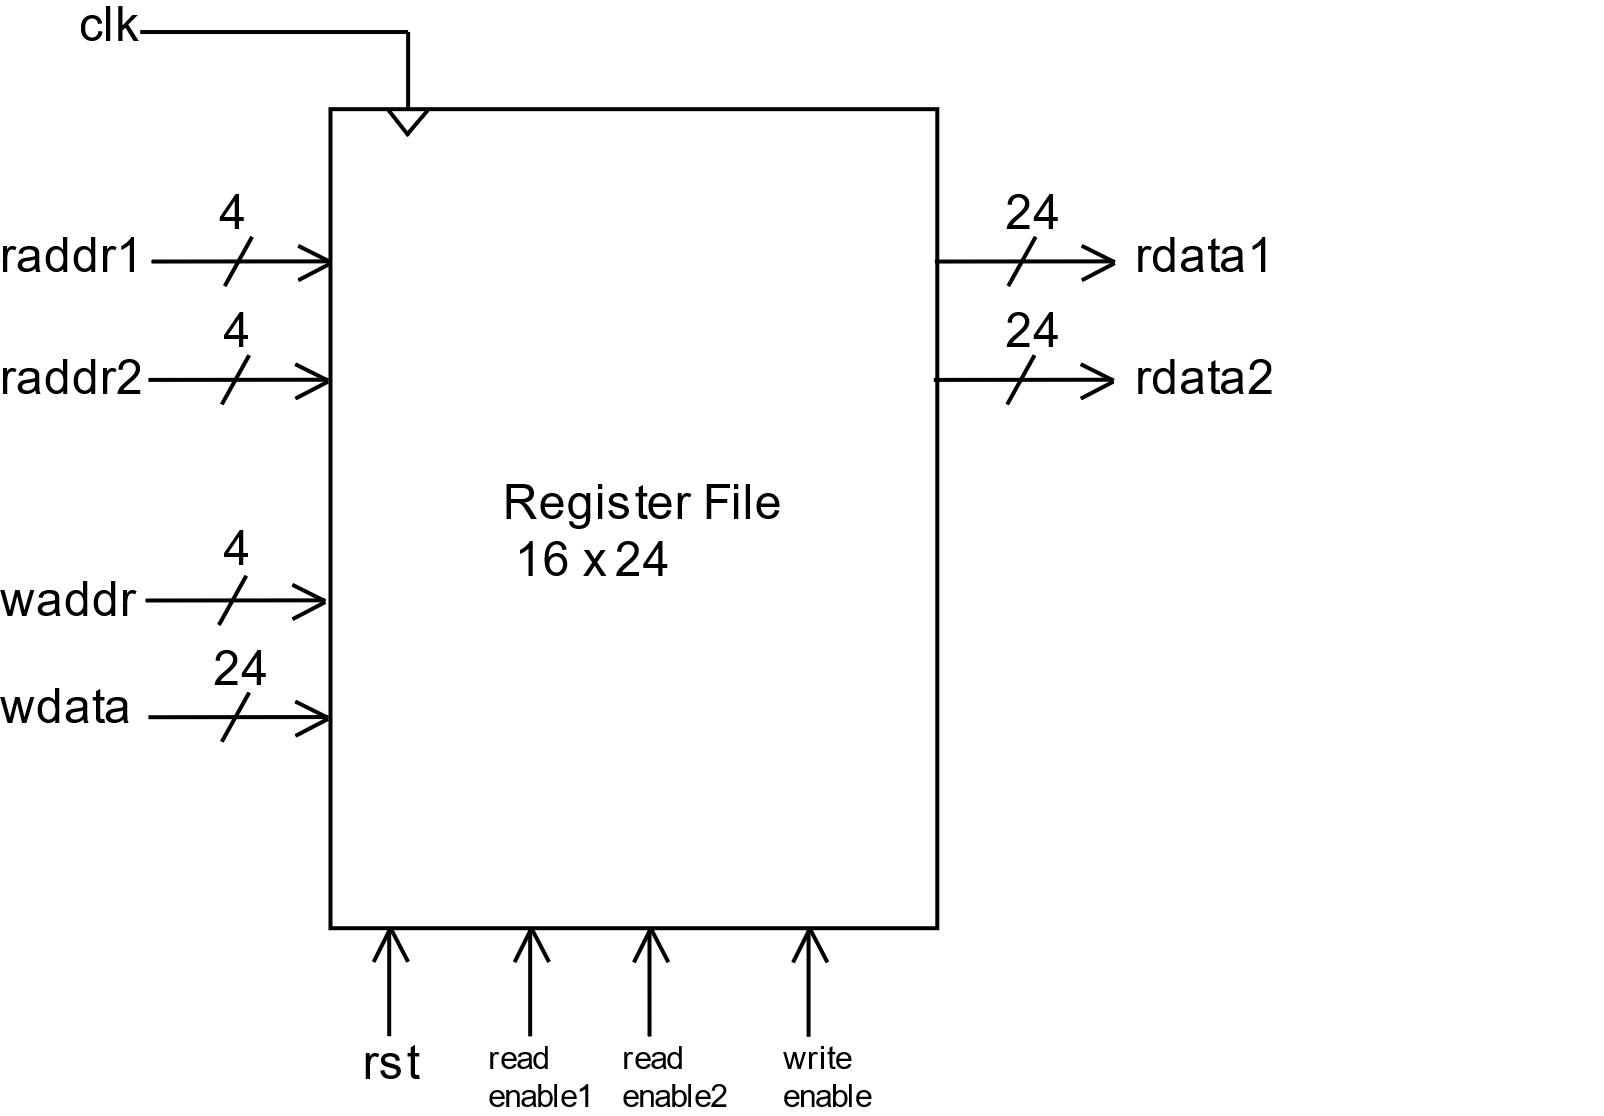 clk
4
raddr1
24
rdata1
4
raddr2
24
rdata2
Register File
16 x 24
4
waddr
24
wdata
rst
read
enable1
read
enable2
write
enable